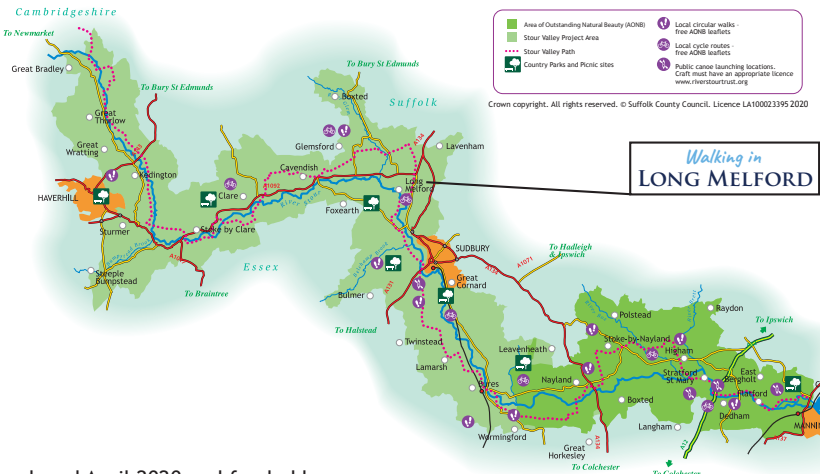 Cambridgeshire
To Newmarket
Great Bradley
To Bury St Edmunds
Great
Thurlow
Great
Wratting
Kedington
HAVERHILL
Sturmer
Steeple
Bumpstead
Stoke by Clare
Clare
A1092
Cavendish
River Stour
To Braintree
Essex
To Bury St Edmunds
Boxted
Suffolk
Glemsford
A134
Lavenham
Long
Melford
Foxearth
SUDBURY
Great
Cornard
A131
Bulmer
To Halstead
A134
A1071
To Hadleigh
& Ipswich
Twinstead
Lamarsh
Bures
Leavenheath
Nayland
Wormingford
Great
Horkesley
A134
To Colchester
Polstead
Raydon
Stoke-by-Nayland
Higham
Stratford
St Mary
East
Bergholt
Flatford
Dedham
Boxted
Langham
A12
To Colchester
To Ipswich
A137
MANNIN
Area of Outstanding Natural Beauty (AONB)
Stour Valley Project Area
Stour Valley Path
Country Parks and Picnic sites
Local circular walks -
free AONB leaflets
Local cycle routes -
free AONB leaflets
Public canoe launching locations.
Craft must have an appropriate licence
www.riverstourtrust.org
Crown copyright. All rights reserved. © Suffolk County Council. Licence LA100023395 2020
Walking in
LONG MELFORD